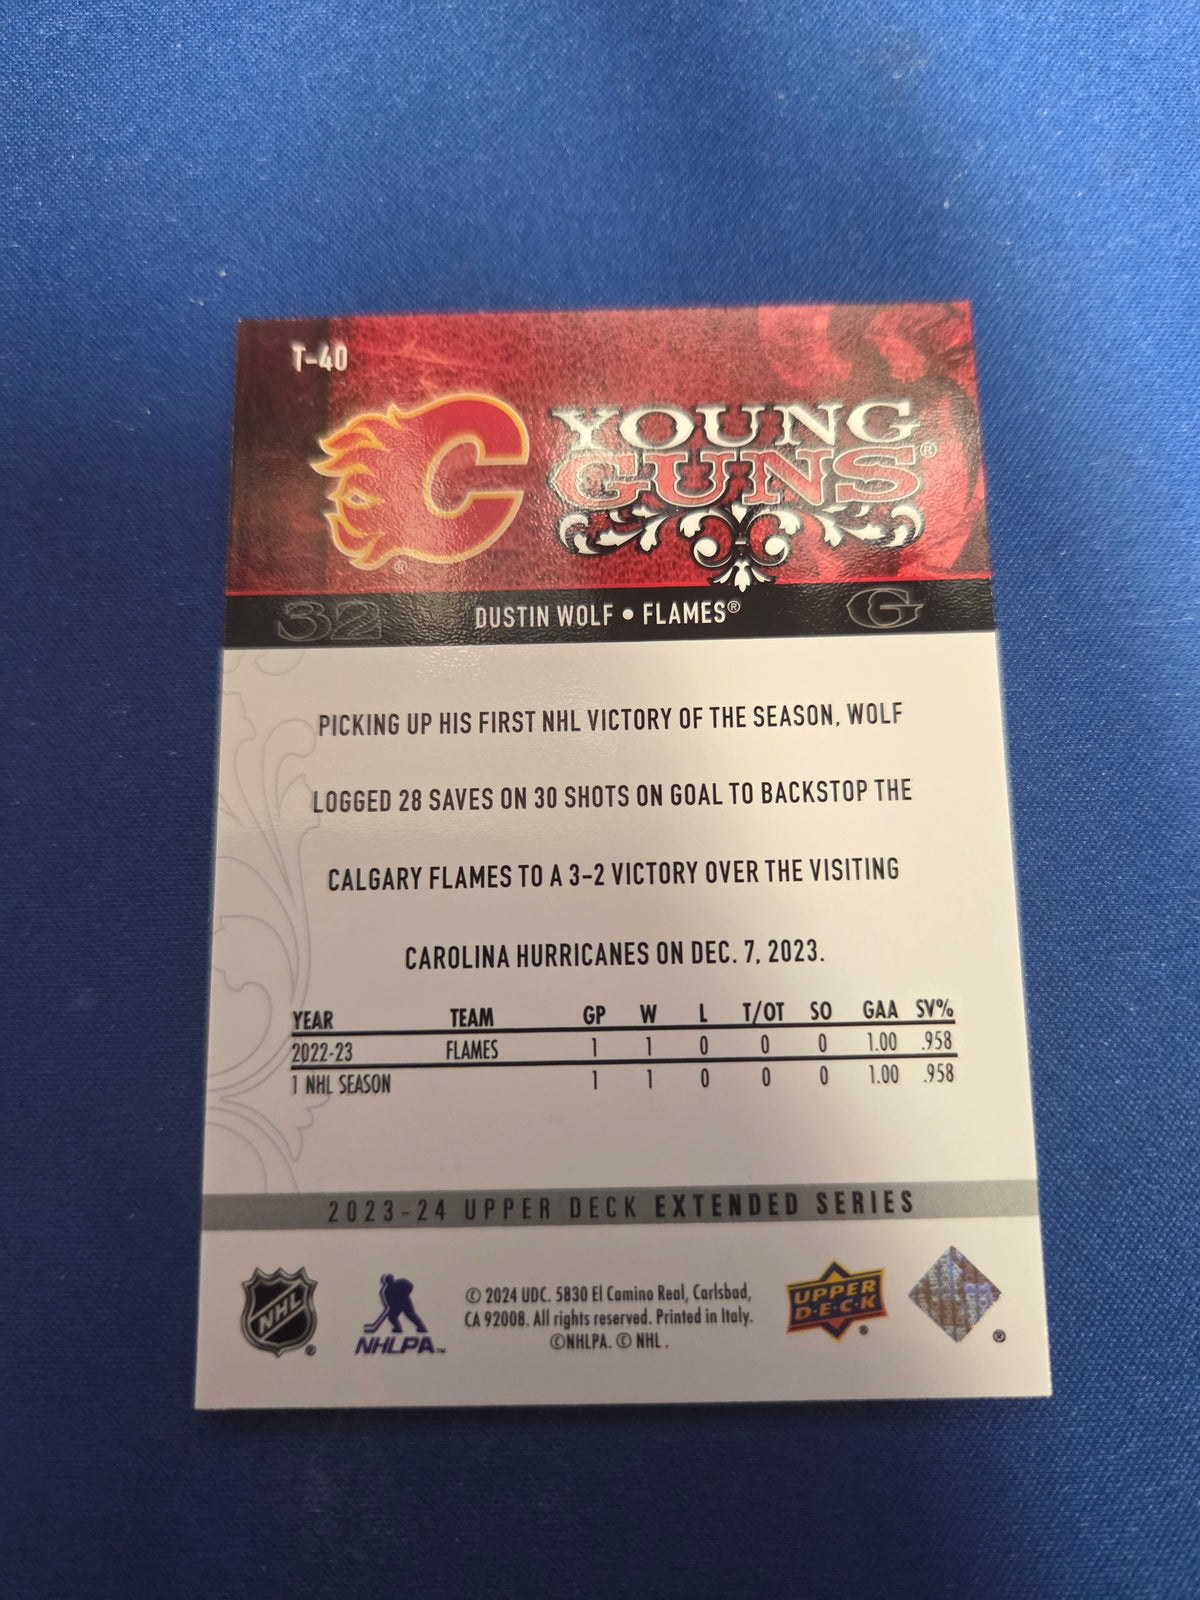 T-40
YOUNG
GUNS®
®
32 DUSTIN WOLF • FLAMES® G
PICKING UP HIS FIRST NHL VICTORY OF THE SEASON, WOLF
LOGGED 28 SAVES ON 30 SHOTS ON GOAL TO BACKSTOP THE
CALGARY FLAMES TO A 3-2 VICTORY OVER THE VISITING
CAROLINA HURRICANES ON DEC. 7, 2023.
YEAR TEAM GP W L T/OT SO GAA SV%
2022-23 FLAMES 1 1 0 0 0 1.00 .958
1 NHL SEASON 1 1 0 0 0 1.00 .958
2023-24 UPPER DECK EXTENDED SERIES
NHL ®
NHLPA™
© 2024 UDC. 5830 El Camino Real, Carlsbad,
CA 92008. All rights reserved. Printed in Italy.
©NHLPA. © NHL.
UPPER
D·E·C·K ®
®